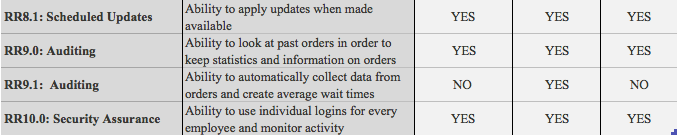 RR8.1: Scheduled Updates Ability to apply updates when made available YES YES YES
RR9.0: Auditing Ability to look at past orders in order to keep statistics and information on orders YES YES YES
RR9.1: Auditing Ability to automatically collect data from orders and create average wait times NO YES NO
RR10.0: Security Assurance Ability to use individual logins for every employee and monitor activity YES YES YES